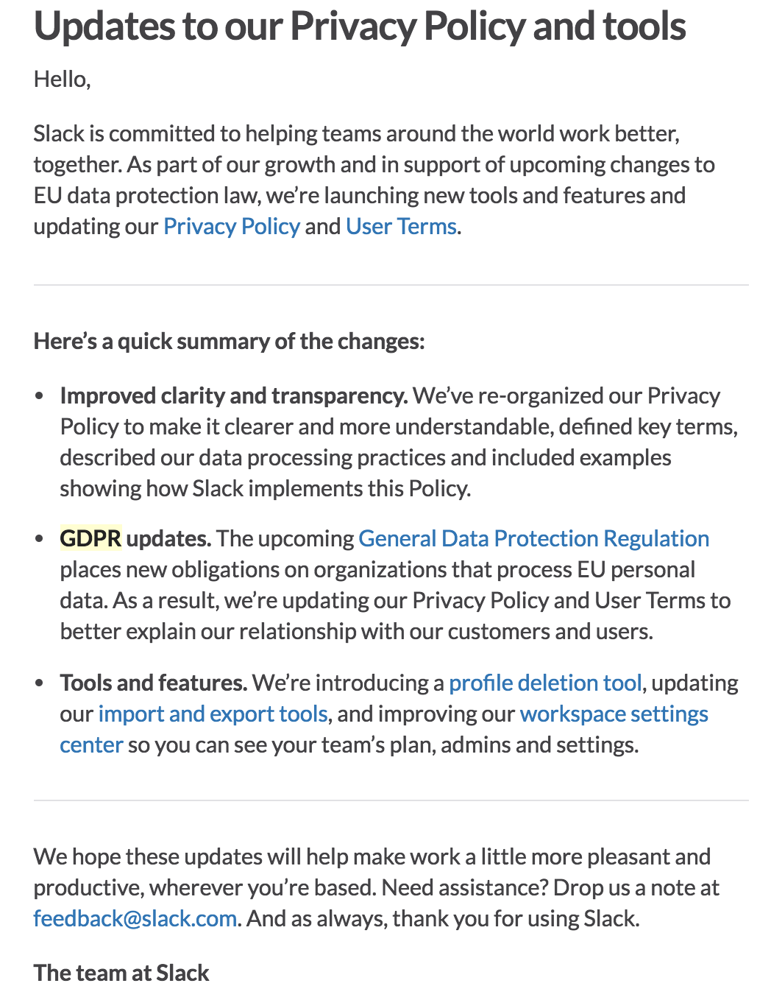 Updates to our Privacy Policy and tools
Hello,
Slack is committed to helping teams around the world work better,
together. As part of our growth and in support of upcoming changes to
EU data protection law, we’re launching new tools and features and
updating our Privacy Policy and User Terms.
Here’s a quick summary of the changes:
• Improved clarity and transparency. We’ve re-organized our Privacy
Policy to make it clearer and more understandable, defined key terms,
described our data processing practices and included examples
showing how Slack implements this Policy.
• GDPR updates. The upcoming General Data Protection Regulation
places new obligations on organizations that process EU personal
data. As a result, we’re updating our Privacy Policy and User Terms to
better explain our relationship with our customers and users.
• Tools and features. We’re introducing a profile deletion tool, updating
our import and export tools, and improving our workspace settings
center so you can see your team’s plan, admins and settings.
We hope these updates will help make work a little more pleasant and
productive, wherever you’re based. Need assistance? Drop us a note at
feedback@slack.com. And as always, thank you for using Slack.
The team at Slack